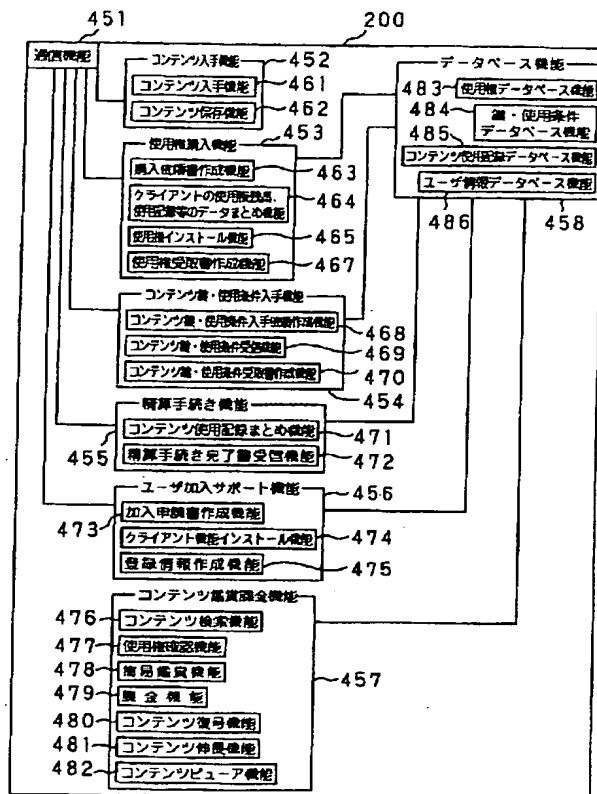 451
200
通信機能
452
コンテンツ入手機能
コンテンツ入手機能
461
コンテンツ保存機能
462
453
使用権購入機能
購入依頼書作成機能
463
クライアントの使用権残点、
使用記録等のデータまとめ機能
464
使用権インストール機能
465
使用権受取書作成機能
467
コンテンツ鍵・使用条件入手機能
コンテンツ鍵・使用条件入手依頼作成機能
468
コンテンツ鍵・使用条件受信機能
469
コンテンツ鍵・使用条件受取書作成機能
470
454
精算手続き機能
コンテンツ使用記録まとめ機能
471
455
精算手続き完了書受信機能
472
ユーザ加入サポート機能
456
加入申請書作成機能
473
クライアント機能インストール機能
474
登録情報作成機能
475
コンテンツ鑑賞課金機能
476
コンテンツ検索機能
477
使用権確認機能
478
簡易鑑賞機能
457
479
課金機能
480
コンテンツ復号機能
481
コンテンツ伸長機能
482
コンテンツビューア機能
データベース機能
483
使用権データベース機能
484
鍵・使用条件
データベース機能
485
コンテンツ使用記録データベース機能
ユーザ情報データベース機能
486
458